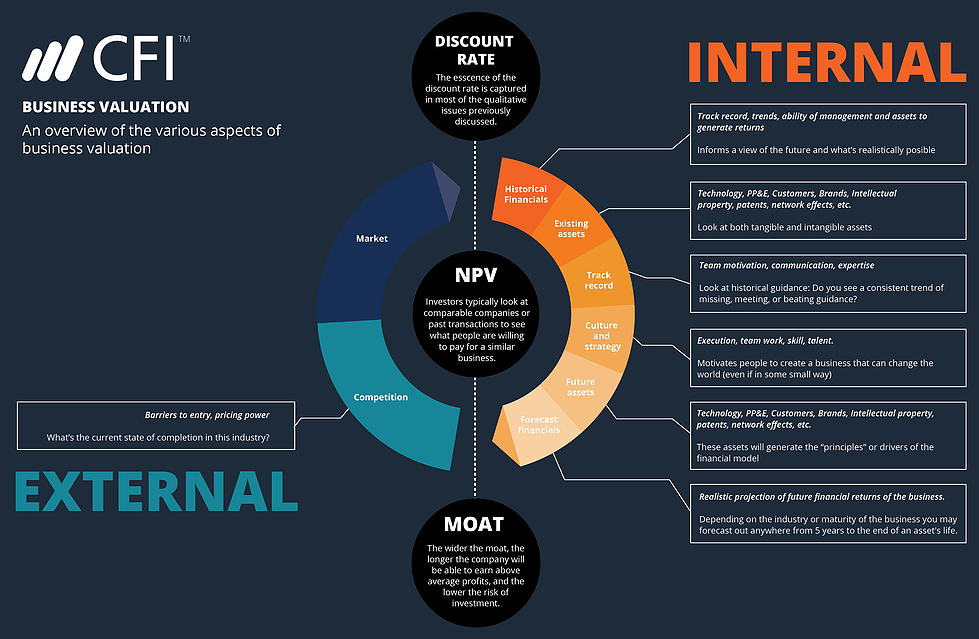 CFI™
BUSINESS VALUATION
An overview of the various aspects of
business valuation
DISCOUNT
RATE
The esscence of the
discount rate is captured
in most of the qualitative
issues previously
discussed.
INTERNAL
Track record, trends, ability of management and assets to
generate returns
Informs a view of the future and what's realistically posible
Technology, PP&E, Customers, Brands, Intellectual
property, patents, network effects, etc.
Look at both tangible and intangible assets
Team motivation, communication, expertise
Look at historical guidance: Do you see a consistent trend of
missing, meeting, or beating guidance?
Execution, team work, skill, talent.
Motivates people to create a business that can change the
world (even if in some small way)
Technology, PP&E, Customers, Brands, Intellectual property,
patents, network effects, etc.
These assets will generate the “principles” or drivers of the
financial model
Realistic projection of future financial returns of the business.
Depending on the industry or maturity of the business you may
forecast out anywhere from 5 years to the end of an asset's life.
Historical
Financials
Existing
assets
Track
record
Culture
and
strategy
Future
assets
Forecast
financials
Market
Competition
NPV
Investors typically look at
comparable companies or
past transactions to see
what people are willing
to pay for a similar
business.
Barriers to entry, pricing power
What's the current state of completion in this industry?
EXTERNAL
MOAT
The wider the moat, the
longer the company will
be able to earn above
average profits, and the
lower the risk of
investment.